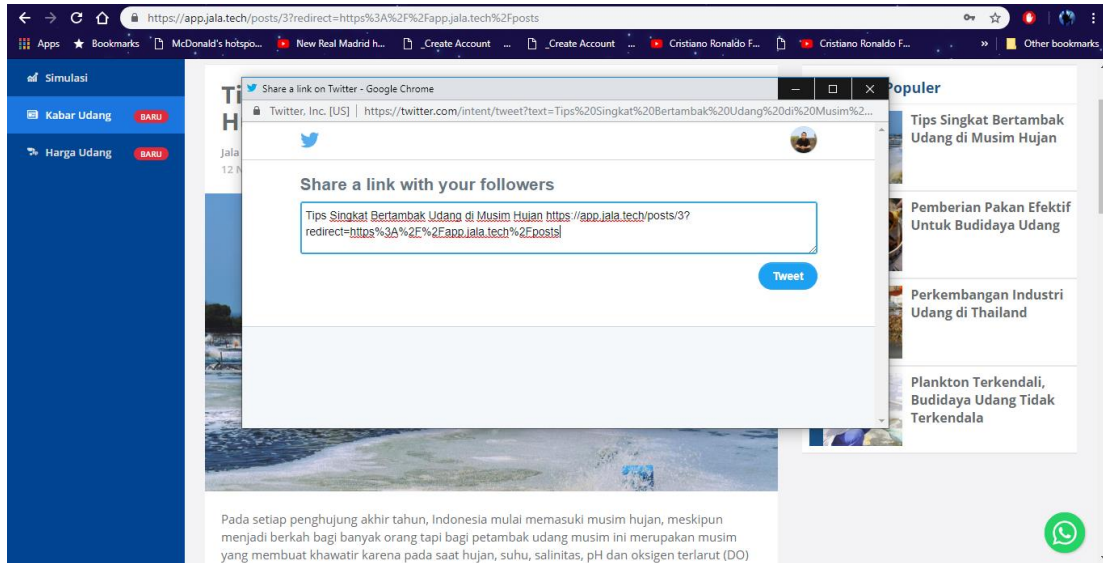 https://app.jala.tech/posts/3?redirect=https%3A%2F%2Fapp.jala.tech%2Fposts
Apps
Bookmarks
McDonald's hotspo...
New Real Madrid h...
_Create Account ...
_Create Account ...
Cristiano Ronaldo F...
Cristiano Ronaldo F...
»
Other bookmarks
Simulasi
Kabar Udang BARU
Harga Udang BARU
Ti
H
Jala
12 N
Share a link on Twitter - Google Chrome
Twitter, Inc. [US] | https://twitter.com/intent/tweet?text=Tips%20Singkat%20Bertambak%20Udang%20di%20Musim%2...
Share a link with your followers
Tips Singkat Bertambak Udang di Musim Hujan https://app.jala.tech/posts/3?
redirect=https%3A%2F%2Fapp.jala.tech%2Fposts
Tweet
Populer
Tips Singkat Bertambak
Udang di Musim Hujan
Pemberian Pakan Efektif
Untuk Budidaya Udang
Perkembangan Industri
Udang di Thailand
Plankton Terkendali,
Budidaya Udang Tidak
Terkendala
Pada setiap penghujung akhir tahun, Indonesia mulai memasuki musim hujan, meskipun
menjadi berkah bagi banyak orang tapi bagi petambak udang musim ini merupakan musim
yang membuat khawatir karena pada saat hujan, suhu, salinitas, pH dan oksigen terlarut (DO)